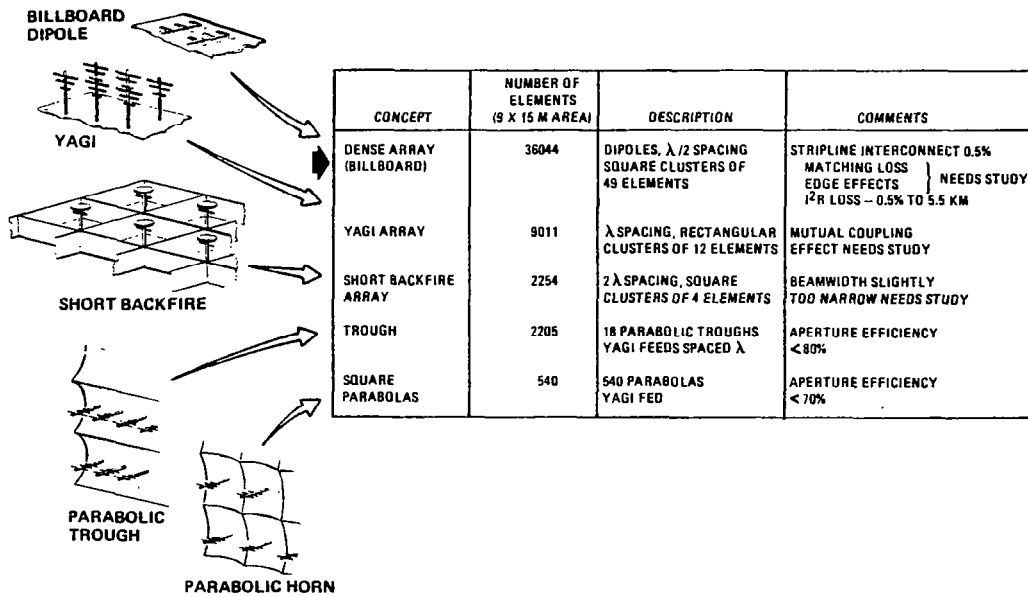 BILLBOARD
DIPOLE
YAGI
SHORT BACKFIRE
PARABOLIC
TROUGH
PARABOLIC HORN
CONCEPT
NUMBER OF
ELEMENTS
(9 X 15 M AREA)
DESCRIPTION
COMMENTS
DENSE ARRAY
(BILLBOARD)
36044
DIPOLES, λ/2 SPACING
SQUARE CLUSTERS OF
49 ELEMENTS
STRIPLINE INTERCONNECT 0.5%
MATCHING LOSS
EDGE EFFECTS
NEEDS STUDY
I²R LOSS – 0.5% TO 5.5 KM
YAGI ARRAY
9011
λ SPACING, RECTANGULAR
CLUSTERS OF 12 ELEMENTS
MUTUAL COUPLING
EFFECT NEEDS STUDY
SHORT BACKFIRE
ARRAY
2254
2 λ SPACING, SQUARE
CLUSTERS OF 4 ELEMENTS
BEAMWIDTH SLIGHTLY
TOO NARROW NEEDS STUDY
TROUGH
2205
18 PARABOLIC TROUGHS
YAGI FEEDS SPACED λ
APERTURE EFFICIENCY
<80%
SQUARE
PARABOLAS
540
540 PARABOLAS
YAGI FED
APERTURE EFFICIENCY
<70%